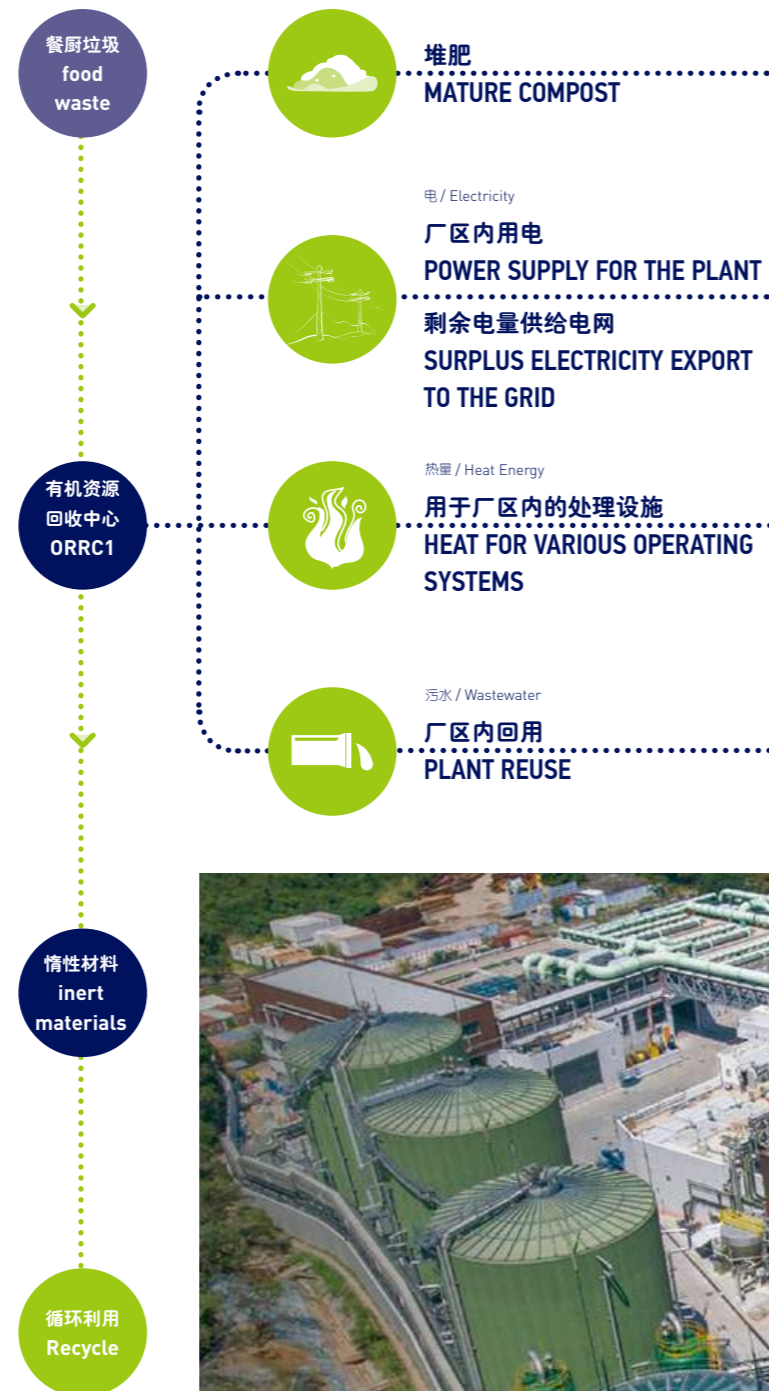 餐厨垃圾
food
waste
堆肥
MATURE COMPOST
电 / Electricity
厂区内用电
POWER SUPPLY FOR THE PLANT
剩余电量供给电网
SURPLUS ELECTRICITY EXPORT
TO THE GRID
有机资源
回收中心
ORRC1
热量 / Heat Energy
用于厂区内的处理设施
HEAT FOR VARIOUS OPERATING
SYSTEMS
污水 / Wastewater
厂区内回用
PLANT REUSE
惰性材料
inert
materials
循环利用
Recycle